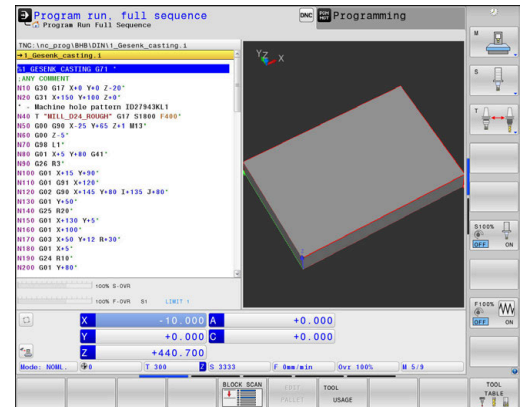 Program run, full sequence
Program Run Full Sequence
DNC
Programming
TNC:\nc_prog\BHB\DIN\1_Gesenk_casting.i
→1_Gesenk_casting.i
%1_GESENK_CASTING G71 *
;ANY COMMENT
N10 G30 G17 X+0 Y+0 Z-20*
N20 G31 X+150 Y+100 Z+0*
* - Machine hole pattern ID27943KL1
N40 T "MILL_D24_ROUGH" G17 S1800 F400*
N50 G00 G90 X-25 Y+65 Z+1 M13*
N60 G00 Z-5*
N70 G98 L1*
N80 G01 X+5 Y+80 G41*
N90 G26 R3*
N100 G01 X+15 Y+90*
N110 G01 G91 X+120*
N120 G02 G90 X+145 Y+80 I+135 J+80*
N130 G01 Y+50*
N140 G25 R20*
N150 G01 X+130 Y+5*
N160 G01 X+100*
N170 G03 X+50 Y+12 R+30*
N180 G01 X+5*
N190 G24 R10*
N200 G01 Y+80*
Y Z X
M
S
T
S100%
OFF ON
F100%
OFF ON
100% S-OVR
100% F-OVR S1 LIMIT 1
X -10.000 A +0.000
Y +0.000 C +0.000
Z +440.700
Mode: NOML. 0 T 300 Z S 3333 F 0mm/min Ovr 100% M 5/9
BLOCK SCAN
TOOL
USAGE
TOOL
TABLE